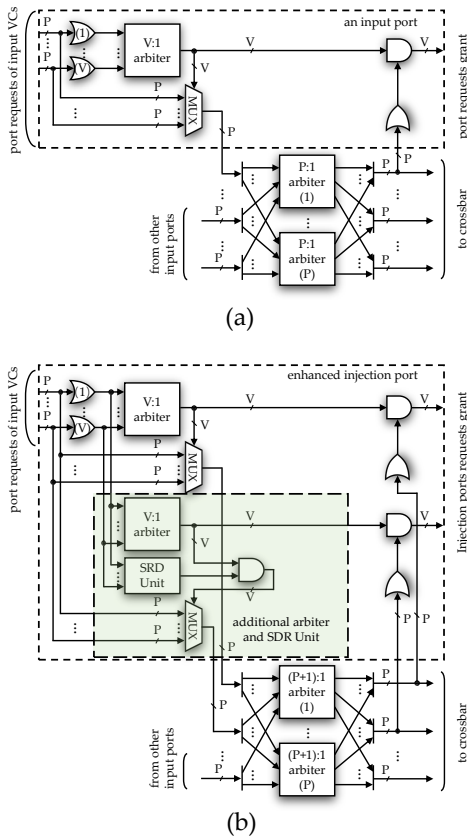 port requests of input VCs
P
(1)
P
(V)
V:1
arbiter
V
V
P
P
MUX
P
an input port
V
port requests grant
P
P
P:1
arbiter
(1)
P
P:1
arbiter
(P)
P
from other
input ports
P
P
to crossbar
(a)
port requests of input VCs
P
(1)
P
(V)
V:1
arbiter
V
V
P
P
MUX
enhanced injection port
V
Injection ports requests grant
V:1
arbiter
V
V
V
SRD
Unit
V
P
P
MUX
additional arbiter
and SDR Unit
P
P
P
P
(P+1):1
arbiter
(1)
P
P
(P+1):1
arbiter
(P)
from other
input ports
P
P
to crossbar
(b)